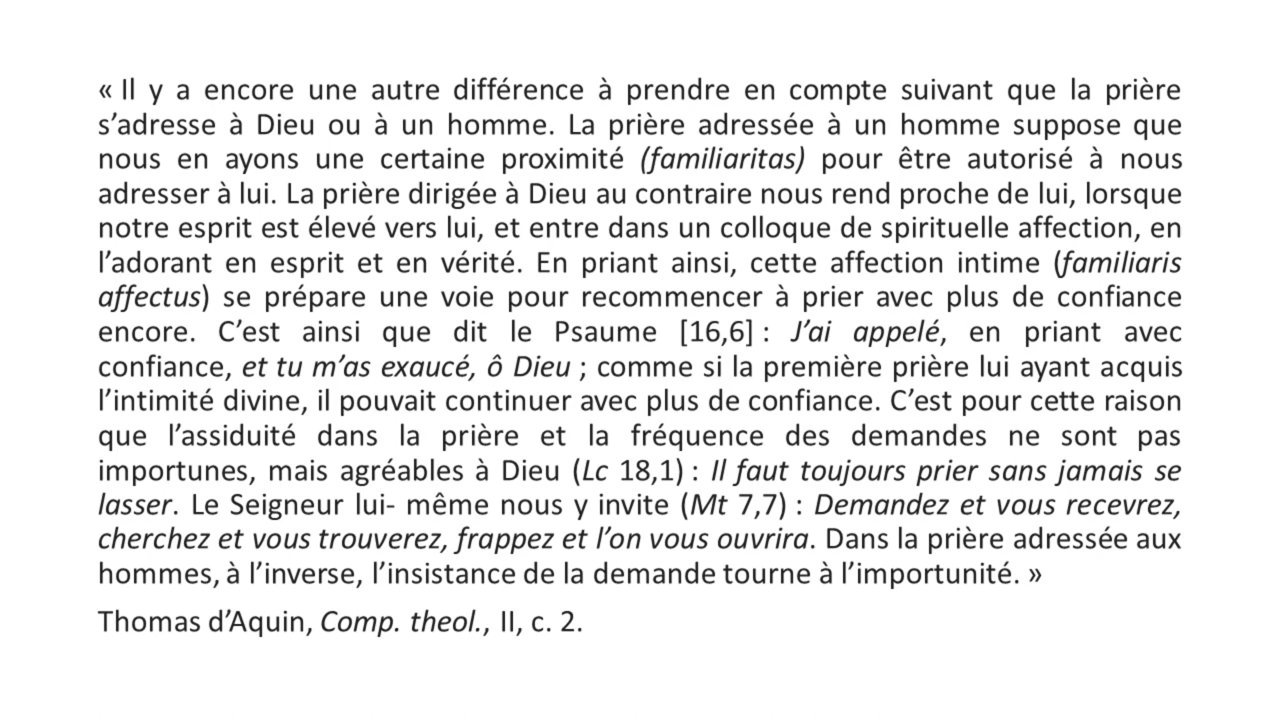 « Il y a encore une autre différence à prendre en compte suivant que la prière
s’adresse à Dieu ou à un homme. La prière adressée à un homme suppose que
nous en ayons une certaine proximité (familiaritas) pour être autorisé à nous
adresser à lui. La prière dirigée à Dieu au contraire nous rend proche de lui, lorsque
notre esprit est élevé vers lui, et entre dans un colloque de spirituelle affection, en
l’adorant en esprit et en vérité. En priant ainsi, cette affection intime (familiaris
affectus) se prépare une voie pour recommencer à prier avec plus de confiance
encore. C’est ainsi que dit le Psaume [16,6] : J’ai appelé, en priant avec
confiance, et tu m’as exaucé, ô Dieu ; comme si la première prière lui ayant acquis
l’intimité divine, il pouvait continuer avec plus de confiance. C’est pour cette raison
que l’assiduité dans la prière et la fréquence des demandes ne sont pas
importunes, mais agréables à Dieu (Lc 18,1) : Il faut toujours prier sans jamais se
lasser. Le Seigneur lui- même nous y invite (Mt 7,7) : Demandez et vous recevrez,
cherchez et vous trouverez, frappez et l’on vous ouvrira. Dans la prière adressée aux
hommes, à l’inverse, l’insistance de la demande tourne à l’importunité. »
Thomas d’Aquin, Comp. theol., II, c. 2.